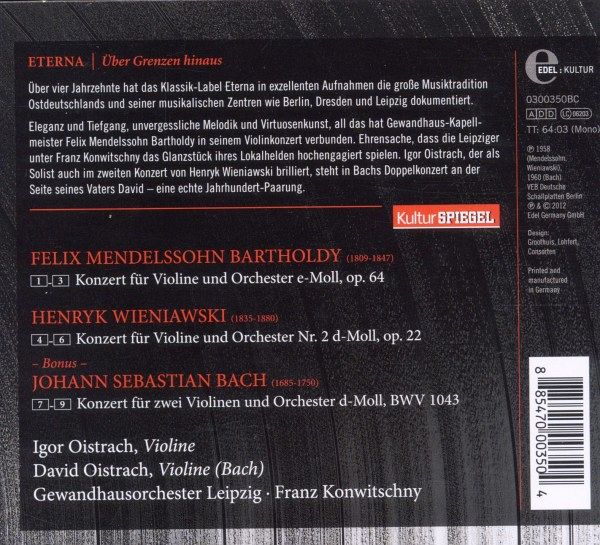 ETERNA | Über Grenzen hinaus
Über vier Jahrzehnte hat das Klassik-Label Eterna in exzellenten Aufnahmen die große Musiktradition
Ostdeutschlands und seiner musikalischen Zentren wie Berlin, Dresden und Leipzig dokumentiert.
Eleganz und Tiefgang, unvergessliche Melodik und Virtuosenkunst, all das hat Gewandhaus-Kapell-
meister Felix Mendelssohn Bartholdy in seinem Violinkonzert verbunden. Ehrensache, dass die Leipziger
unter Franz Konwitschny das Glanzstück ihres Lokalhelden hochengagiert spielen. Igor Oistrach, der als
Solist auch im zweiten Konzert von Henryk Wieniawski brilliert, steht in Bachs Doppelkonzert an der
Seite seines Vaters David – eine echte Jahrhundert-Paarung.
KulturSPIEGEL
FELIX MENDELSSOHN BARTHOLDY (1809-1847)
1-3 Konzert für Violine und Orchester e-Moll, op. 64
HENRYK WIENIAWSKI (1835-1880)
4-6 Konzert für Violine und Orchester Nr. 2 d-Moll, op. 22
– Bonus –
JOHANN SEBASTIAN BACH (1685-1750)
7-9 Konzert für zwei Violinen und Orchester d-Moll, BWV 1043
Igor Oistrach, Violine
David Oistrach, Violine (Bach)
Gewandhausorchester Leipzig · Franz Konwitschny
e
EDEL:KULTUR
0300350BC
ADD LC 06203
TT: 64:03 (Mono)
℗ 1958
(Mendelssohn,
Wieniawski),
1960 (Bach)
VEB Deutsche
Schallplatten Berlin
℗ & © 2012
Edel Germany GmbH
Design:
Groothuis, Lohfert,
Consorten
Printed and
manufactured
in Germany
8 85470 00350 4